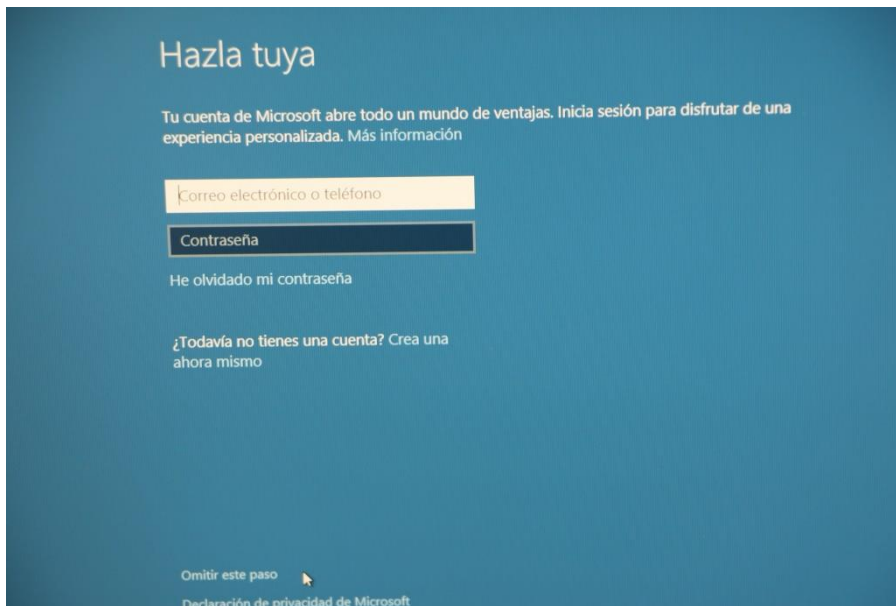 Hazla tuya
Tu cuenta de Microsoft abre todo un mundo de ventajas. Inicia sesión para disfrutar de una
experiencia personalizada. Más información
Correo electrónico o teléfono
Contraseña
He olvidado mi contraseña
¿Todavía no tienes una cuenta? Crea una
ahora mismo
Omitir este paso
Declaración de privacidad de Microsoft